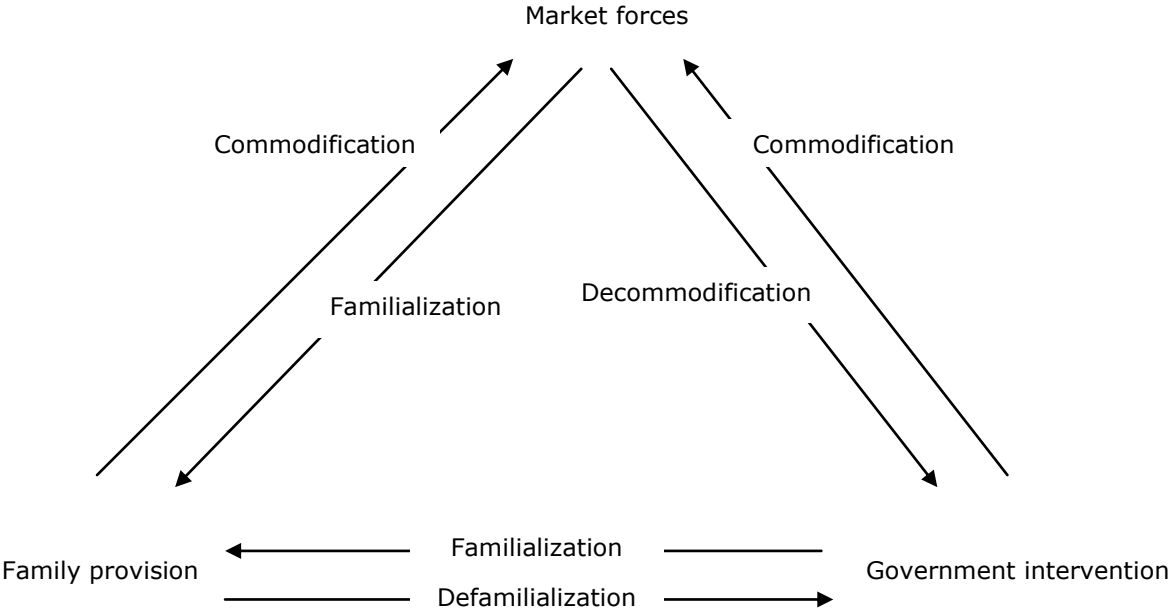 Market forces
Commodification
Commodification
Familialization
Decommodification
Familialization
Family provision
Government intervention
Defamilialization